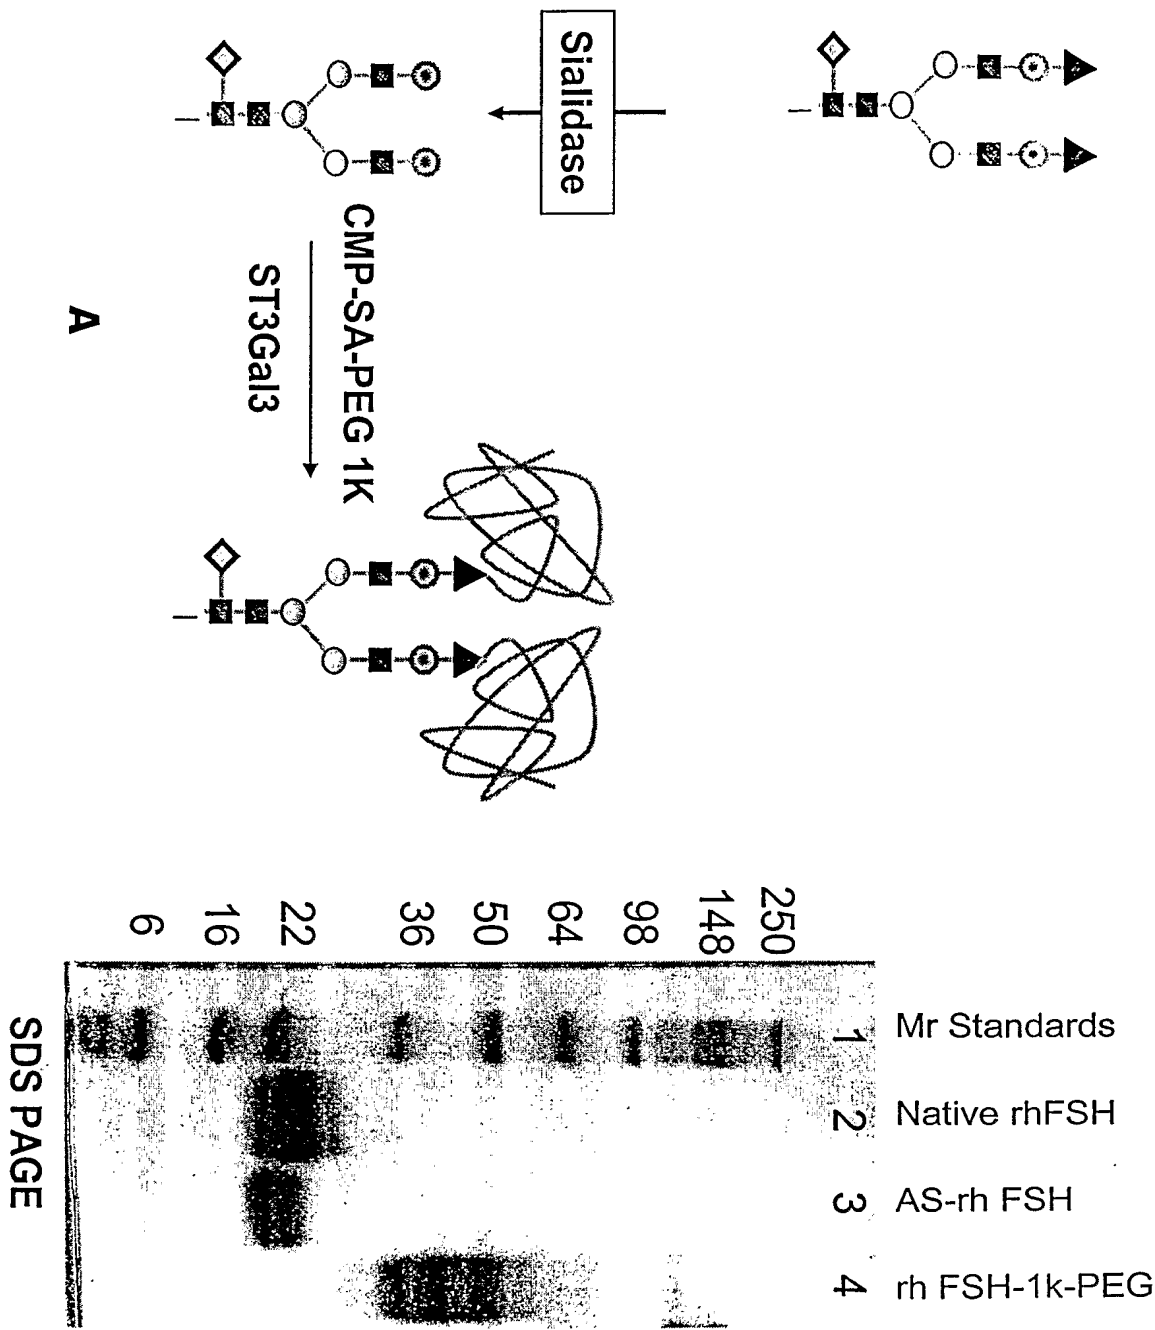 Sialidase
CMP-SA-PEG 1K
ST3Gal3
A
250
148
98
64
50
36
22
16
6
1
2
3
4
Mr Standards
Native rhFSH
AS-rh FSH
rh FSH-1k-PEG
SDS PAGE